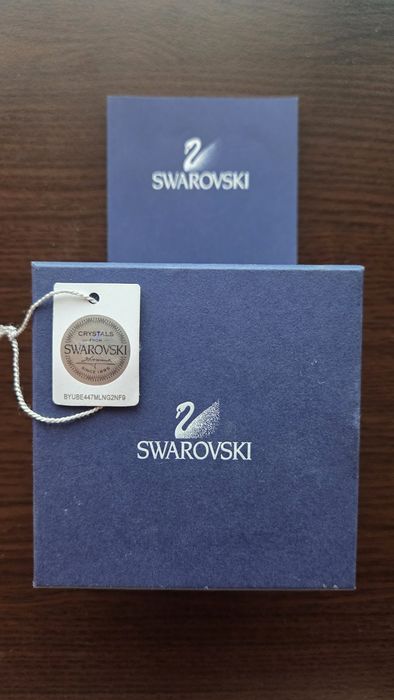 SWAROVSKI
CRYSTALS
FROM
SWAROVSKI
SINCE 1895
BYUBE447MLNG2NF9
SWAROVSKI